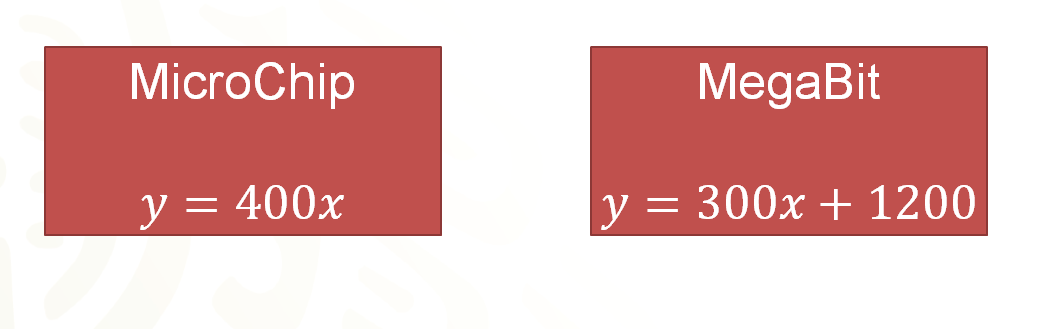 MicroChip
y = 400x
MegaBit
y = 300x + 1200